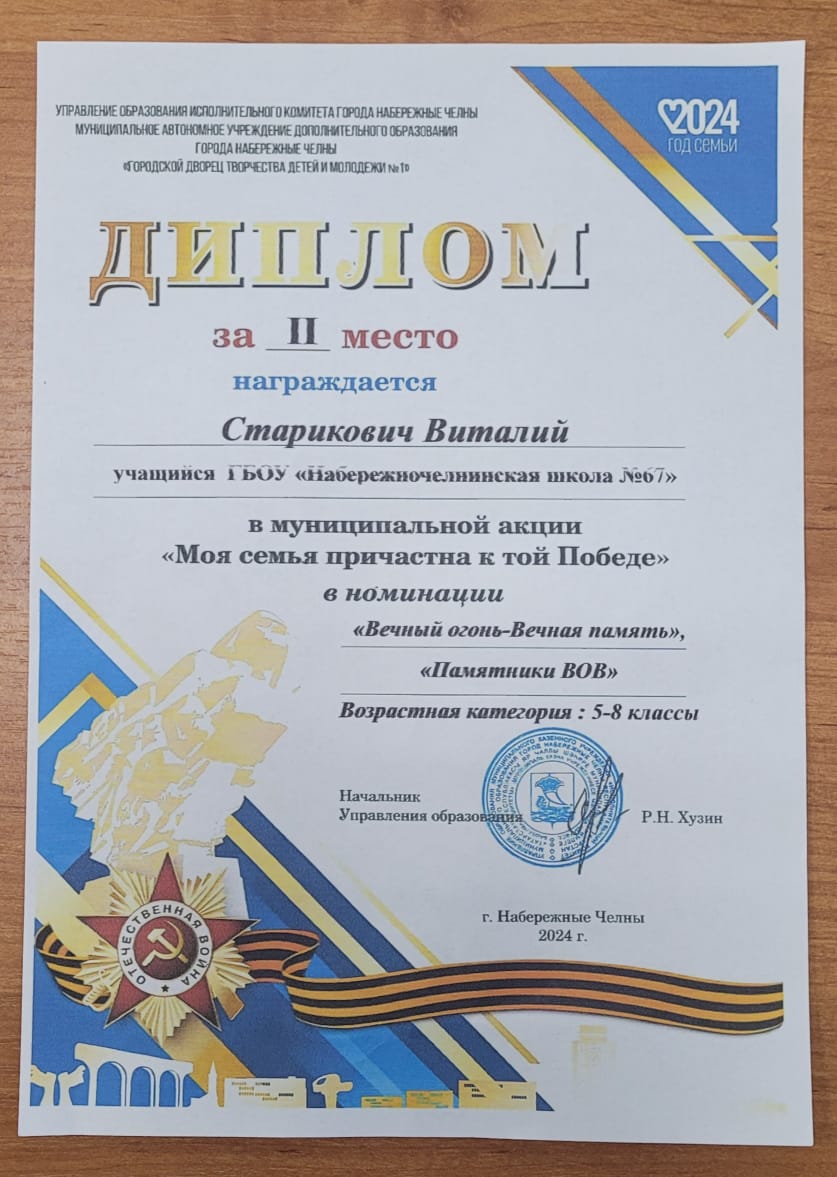 УПРАВЛЕНИЕ ОБРАЗОВАНИЯ ИСПОЛНИТЕЛЬНОГО КОМИТЕТА ГОРОДА НАБЕРЕЖНЫЕ ЧЕЛНЫ
МУНИЦИПАЛЬНОЕ АВТОНОМНОЕ УЧРЕЖДЕНИЕ ДОПОЛНИТЕЛЬНОГО ОБРАЗОВАНИЯ
ГОРОДА НАБЕРЕЖНЫЕ ЧЕЛНЫ
«ГОРОДСКОЙ ДВОРЕЦ ТВОРЧЕСТВА ДЕТЕЙ И МОЛОДЕЖИ №1»
2024
ГОД СЕМЬИ
ДИПЛОМ
за II место
награждается
Старикович Виталий
учащийся ГБОУ «Набережночелнинская школа №67»
в муниципальной акции
«Моя семья причастна к той Победе»
в номинации
«Вечный огонь-Вечная память»,
«Памятники ВОВ»
Возрастная категория : 5-8 классы
Начальник
Управления образования Р.Н. Хузин
г. Набережные Челны
2024 г.
ОТЕЧЕСТВЕННАЯ ВОЙНА